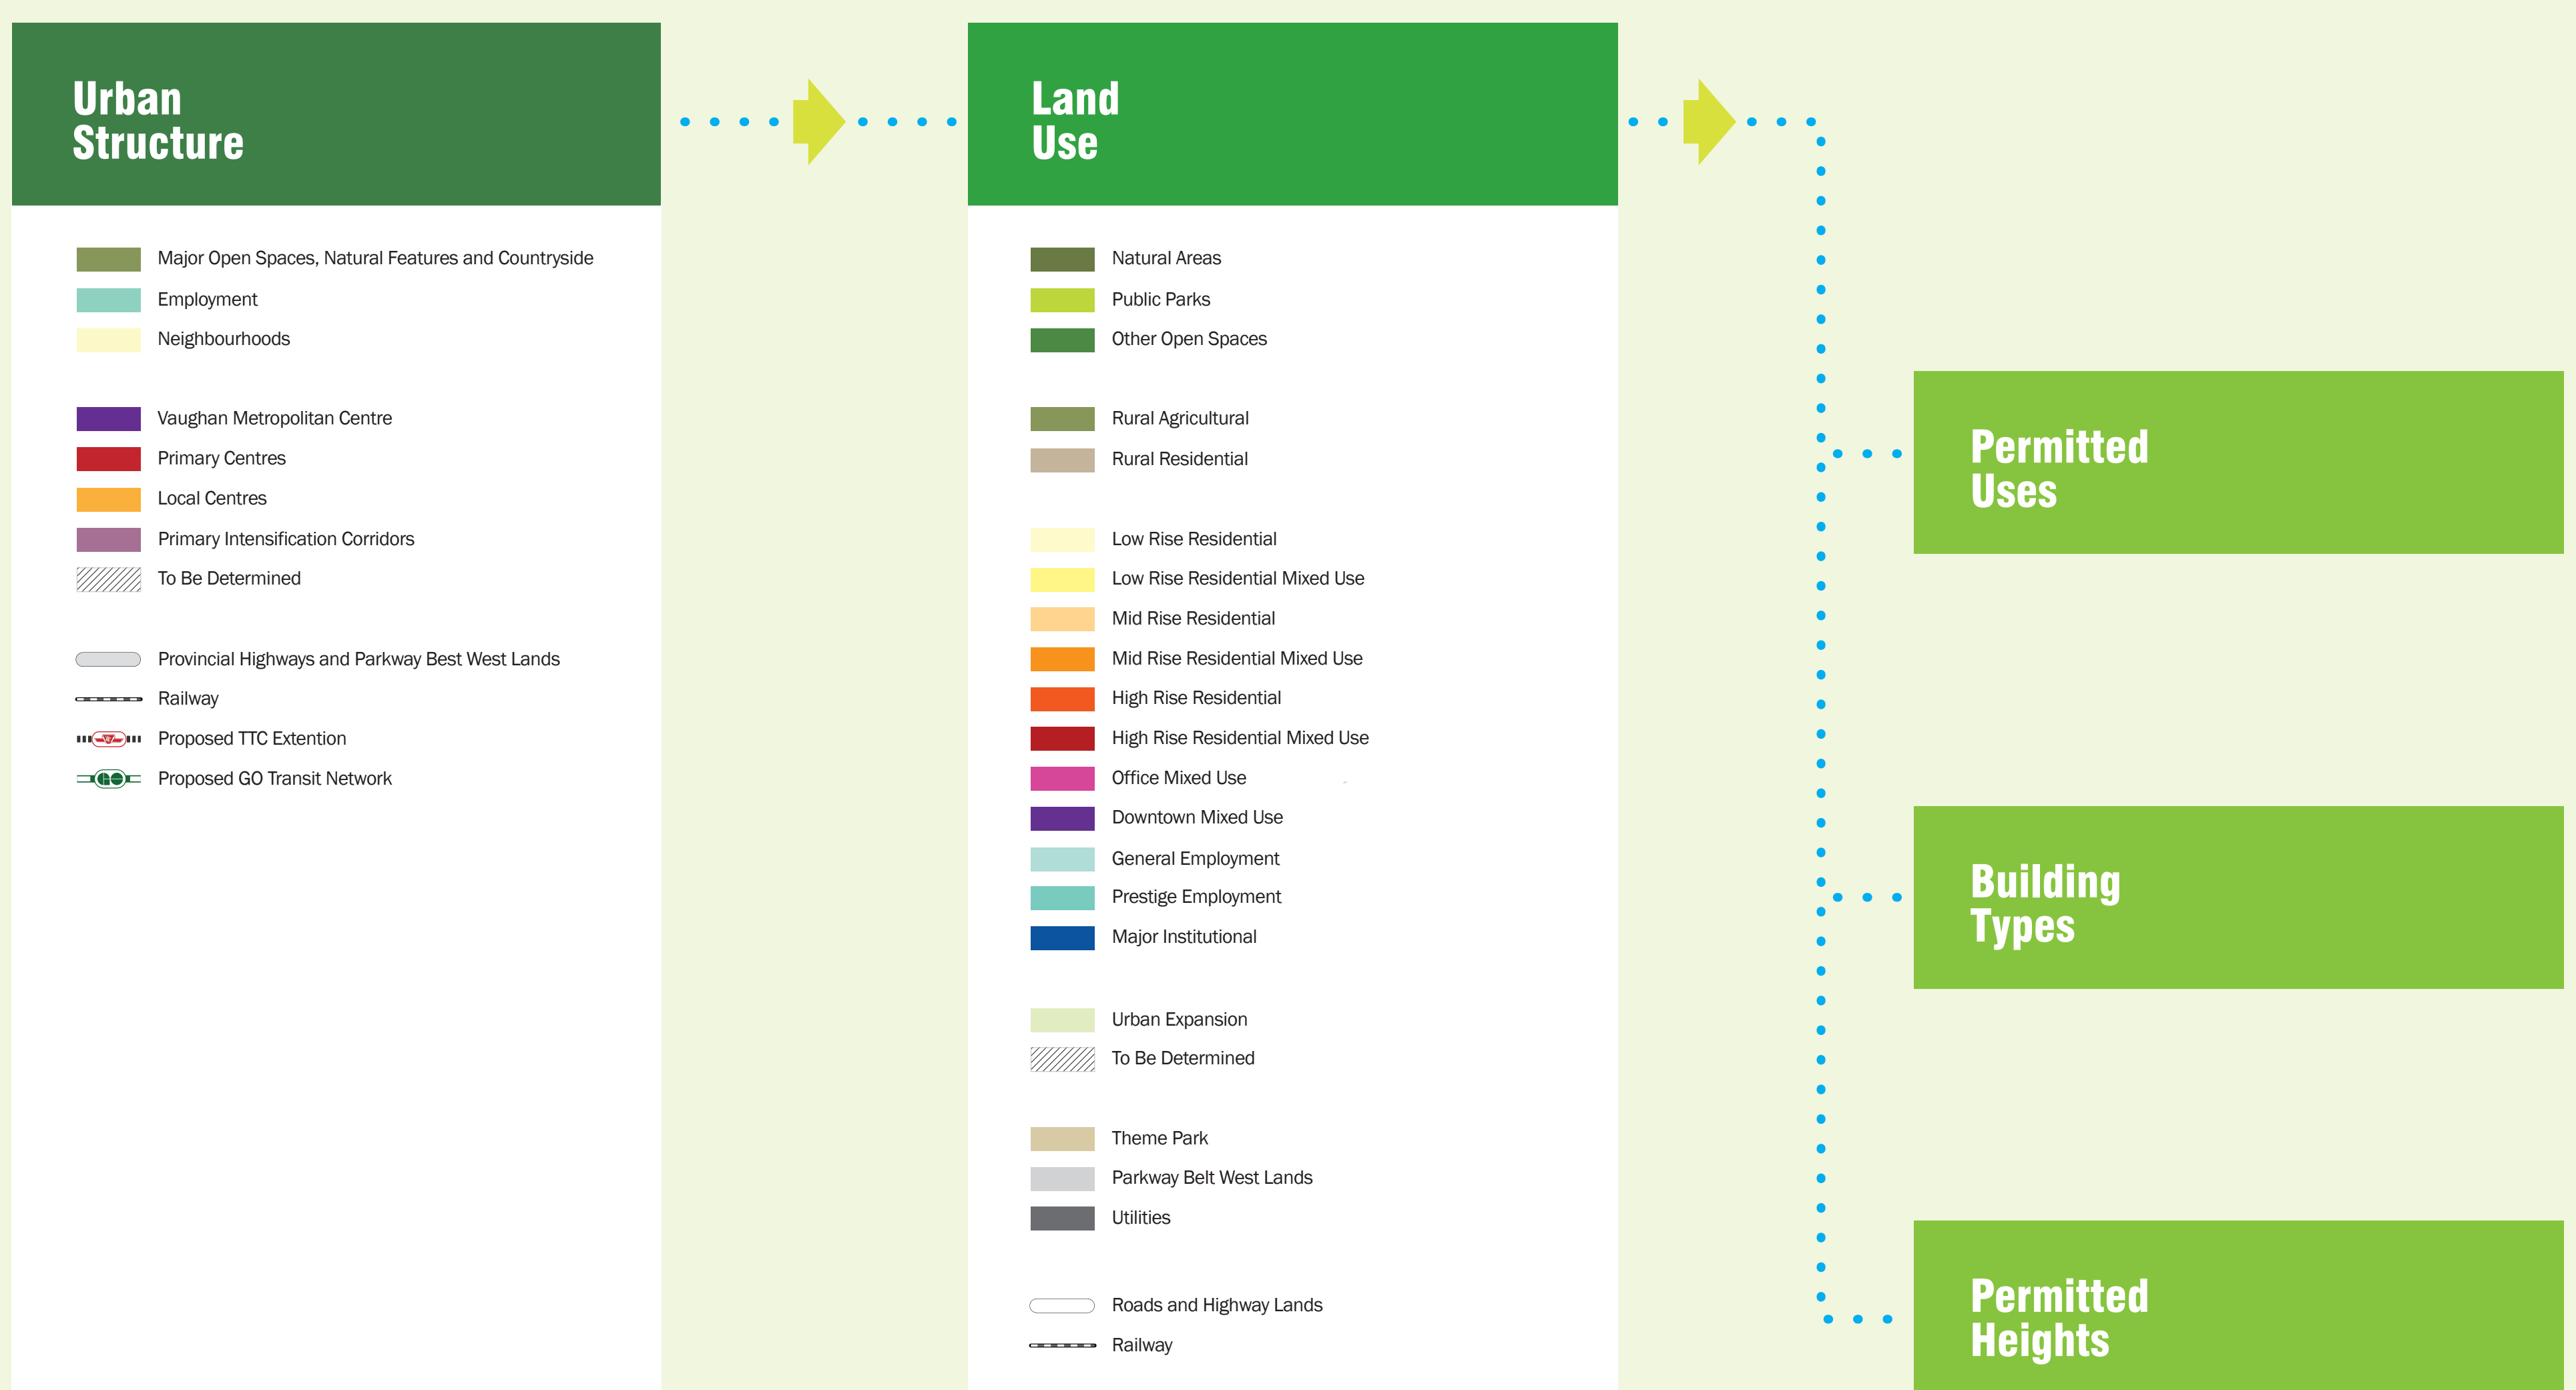 Urban
Structure
Major Open Spaces, Natural Features and Countryside
Employment
Neighbourhoods
Vaughan Metropolitan Centre
Primary Centres
Local Centres
Primary Intensification Corridors
To Be Determined
Provincial Highways and Parkway Best West Lands
Railway
Proposed TTC Extention
GO
Proposed GO Transit Network
Land
Use
Natural Areas
Public Parks
Other Open Spaces
Rural Agricultural
Rural Residential
Low Rise Residential
Low Rise Residential Mixed Use
Mid Rise Residential
Mid Rise Residential Mixed Use
High Rise Residential
High Rise Residential Mixed Use
Office Mixed Use
Downtown Mixed Use
General Employment
Prestige Employment
Major Institutional
Urban Expansion
To Be Determined
Theme Park
Parkway Belt West Lands
Utilities
Roads and Highway Lands
Railway
Permitted
Uses
Building
Types
Permitted
Heights